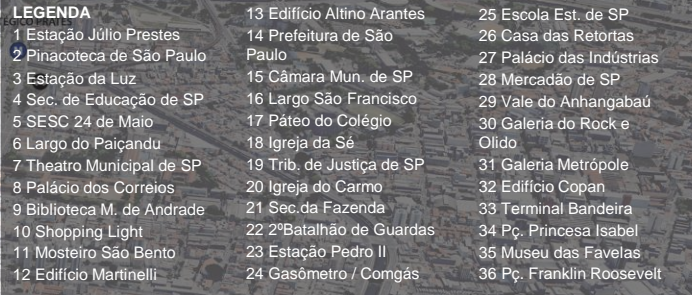 LEGENDA
1 Estação Júlio Prestes
2 Pinacoteca de São Paulo
3 Estação da Luz
4 Sec. de Educação de SP
5 SESC 24 de Maio
6 Largo do Paiçandu
7 Theatro Municipal de SP
8 Palácio dos Correios
9 Biblioteca M. de Andrade
10 Shopping Light
11 Mosteiro São Bento
12 Edifício Martinelli
13 Edifício Altino Arantes
14 Prefeitura de São
Paulo
15 Câmara Mun. de SP
16 Largo São Francisco
17 Páteo do Colégio
18 Igreja da Sé
19 Trib. de Justiça de SP
20 Igreja do Carmo
21 Sec.da Fazenda
22 2ºBatalhão de Guardas
23 Estação Pedro II
24 Gasômetro / Comgás
25 Escola Est. de SP
26 Casa das Retortas
27 Palácio das Indústrias
28 Mercadão de SP
29 Vale do Anhangabaú
30 Galeria do Rock e
Olido
31 Galeria Metrópole
32 Edifício Copan
33 Terminal Bandeira
34 Pç. Princesa Isabel
35 Museu das Favelas
36 Pç. Franklin Roosevelt